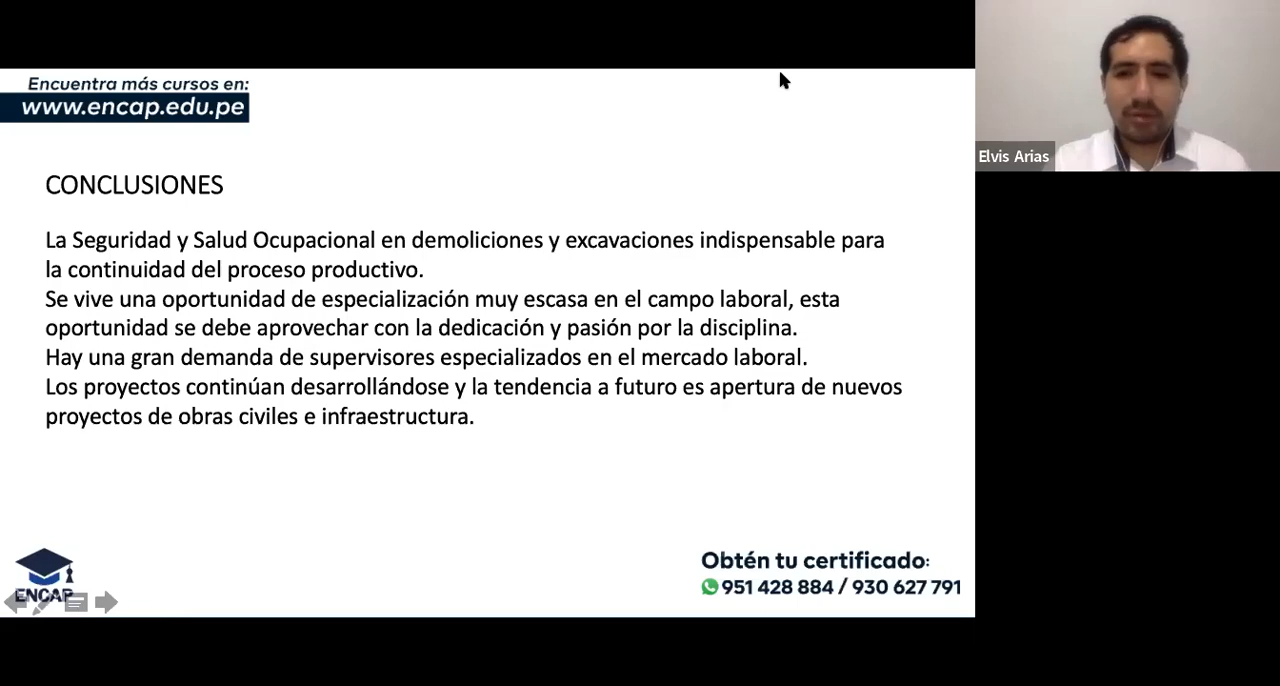 Encuentra más cursos en:
www.encap.edu.pe
Elvis Arias
CONCLUSIONES
La Seguridad y Salud Ocupacional en demoliciones y excavaciones indispensable para
la continuidad del proceso productivo.
Se vive una oportunidad de especialización muy escasa en el campo laboral, esta
oportunidad se debe aprovechar con la dedicación y pasión por la disciplina.
Hay una gran demanda de supervisores especializados en el mercado laboral.
Los proyectos continúan desarrollándose y la tendencia a futuro es apertura de nuevos
proyectos de obras civiles e infraestructura.
ENCAP
Obtén tu certificado:
951 428 884 / 930 627 791